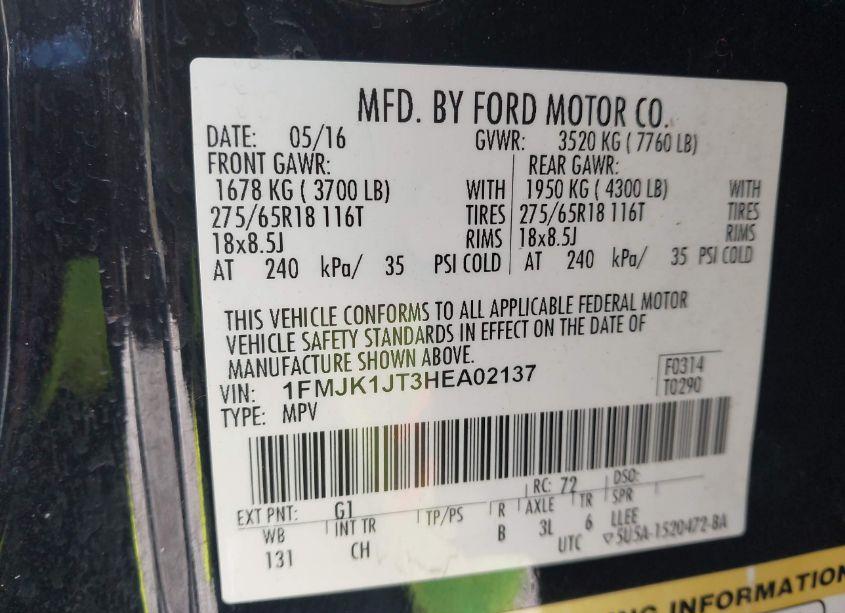 MFD. BY FORD MOTOR CO.
DATE: 05/16 GVWR: 3520 KG ( 7760 LB)
FRONT GAWR: REAR GAWR:
1678 KG ( 3700 LB) WITH 1950 KG ( 4300 LB) WITH
275/65R18 116T TIRES 275/65R18 116T TIRES
18x8.5J RIMS 18x8.5J RIMS
AT 240 kPa/ 35 PSI COLD AT 240 kPa/ 35 PSI COLD
THIS VEHICLE CONFORMS TO ALL APPLICABLE FEDERAL MOTOR
VEHICLE SAFETY STANDARDS IN EFFECT ON THE DATE OF
MANUFACTURE SHOWN ABOVE.
VIN: 1FMJK1JT3HEA02137 F0314
TYPE: MPV T0290
EXT PNT: G1 RC: 72 DSO:
WB INT TR TP/PS R AXLE TR SPR
131 CH B 3L 6 LLEE
UTC ▽5U5A-1520472-BA
ING INFORMATION